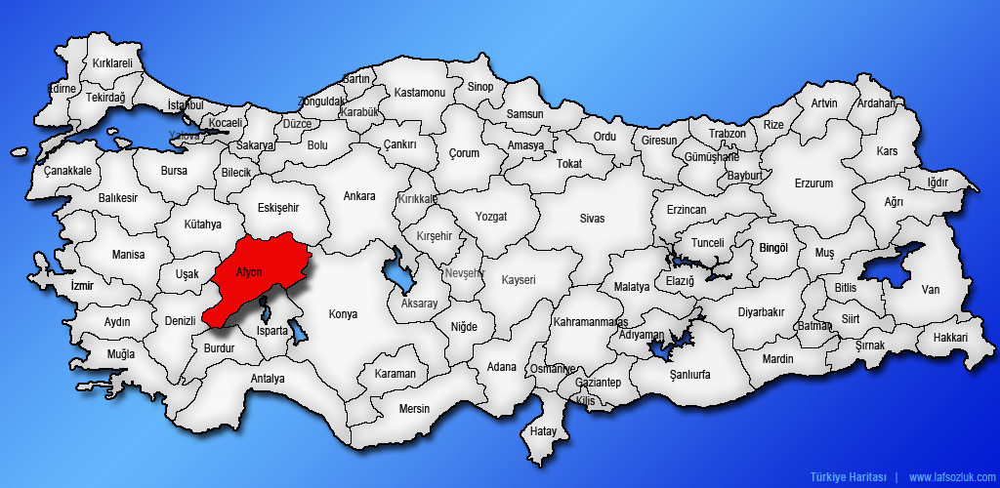 Kırklareli
Edirne
Tekirdağ
İstanbul
Kocaeli
Yalova
Sakarya
Düzce
Zonguldak
Bartın
Karabük
Kastamonu
Sinop
Samsun
Bolu
Çankırı
Çorum
Amasya
Ordu
Tokat
Giresun
Trabzon
Gümüşhane
Bayburt
Rize
Artvin
Ardahan
Kars
Iğdır
Ağrı
Erzurum
Erzincan
Çanakkale
Balıkesir
Bursa
Bilecik
Eskişehir
Kütahya
Ankara
Kırıkkale
Kırşehir
Yozgat
Sivas
Tunceli
Bingöl
Muş
Elazığ
Malatya
Manisa
Uşak
Afyon
İzmir
Aydın
Denizli
Muğla
Burdur
Isparta
Antalya
Konya
Aksaray
Nevşehir
Kayseri
Niğde
Karaman
Mersin
Adana
Kahramanmaraş
Osmaniye
Gaziantep
Kilis
Hatay
Adıyaman
Şanlıurfa
Diyarbakır
Mardin
Batman
Siirt
Bitlis
Van
Şırnak
Hakkari
Türkiye Haritası | www.lafsozluk.com